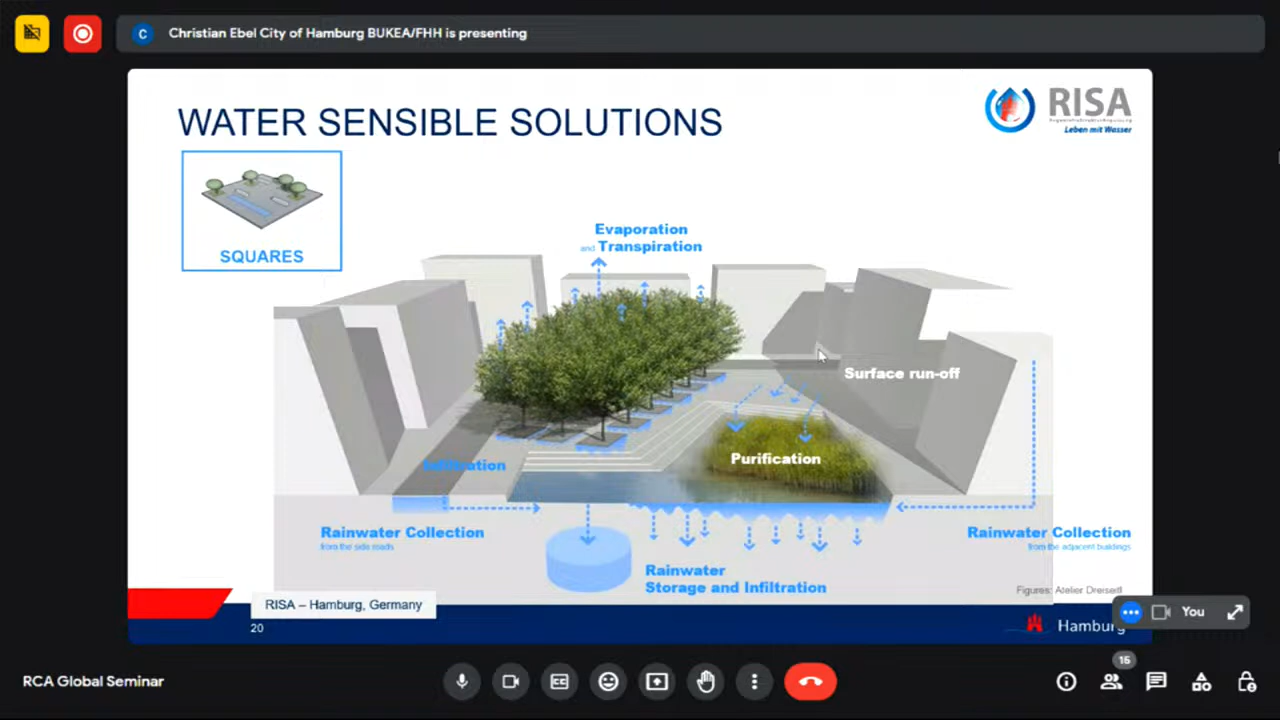 C
Christian Ebel City of Hamburg BUKEA/FHH is presenting
WATER SENSIBLE SOLUTIONS
RISA
Leben mit Wasser
SQUARES
Evaporation
and Transpiration
Surface run-off
Purification
Rainwater Collection
from the side roads
Rainwater Collection
from the adjacent buildings
Rainwater
Storage and Infiltration
Figures: Atelier Dreiseitl
RISA – Hamburg, Germany
20
Hamburg
You
15
RCA Global Seminar